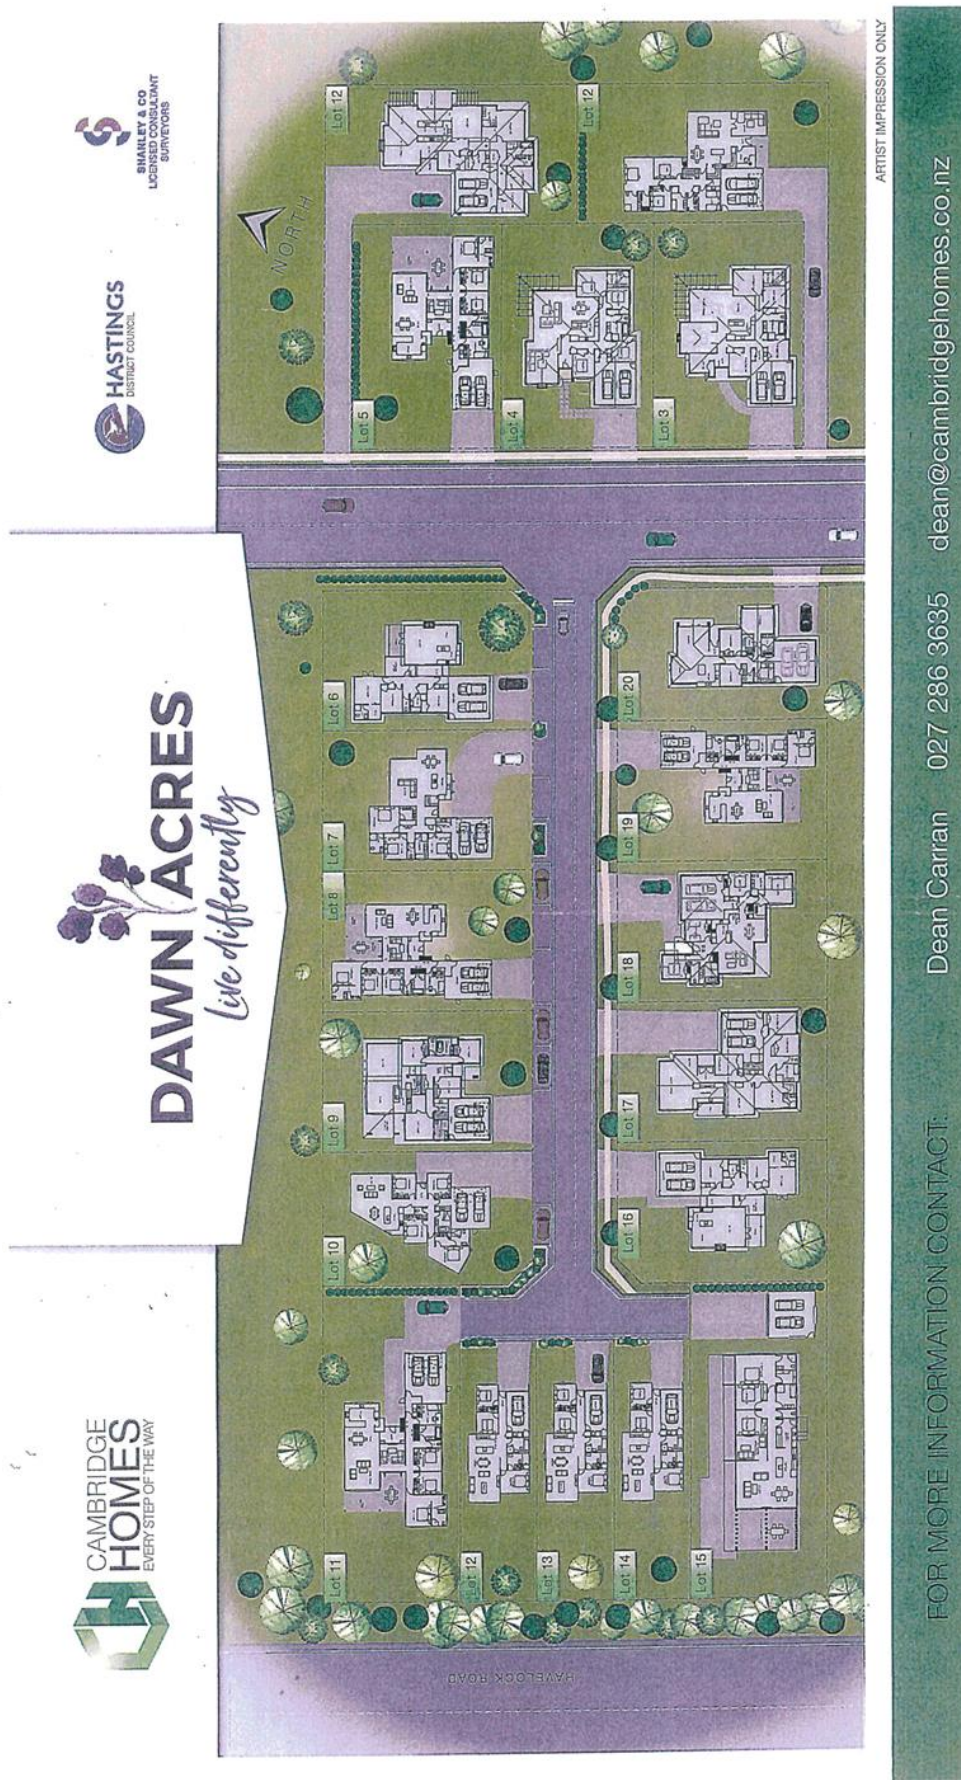 CAMBRIDGE
HOMES
EVERY STEP OF THE WAY
DAWN ACRES
Live differently
HASTINGS
DISTRICT COUNCIL
SHARLEY & CO
LICENSED CONSULTANT
SURVEYORS
NORTH
Lot 11
Lot 10
Lot 9
Lot 8
Lot 7
Lot 6
Lot 5
Lot 12
Lot 4
Lot 12
Lot 3
Lot 12
Lot 13
Lot 14
Lot 15
Lot 16
Lot 17
Lot 18
Lot 19
Lot 20
HAVELOCK ROAD
ARTIST IMPRESSION ONLY
FOR MORE INFORMATION CONTACT:
Dean Carran 027 286 3635 dean@cambridgehomes.co.nz